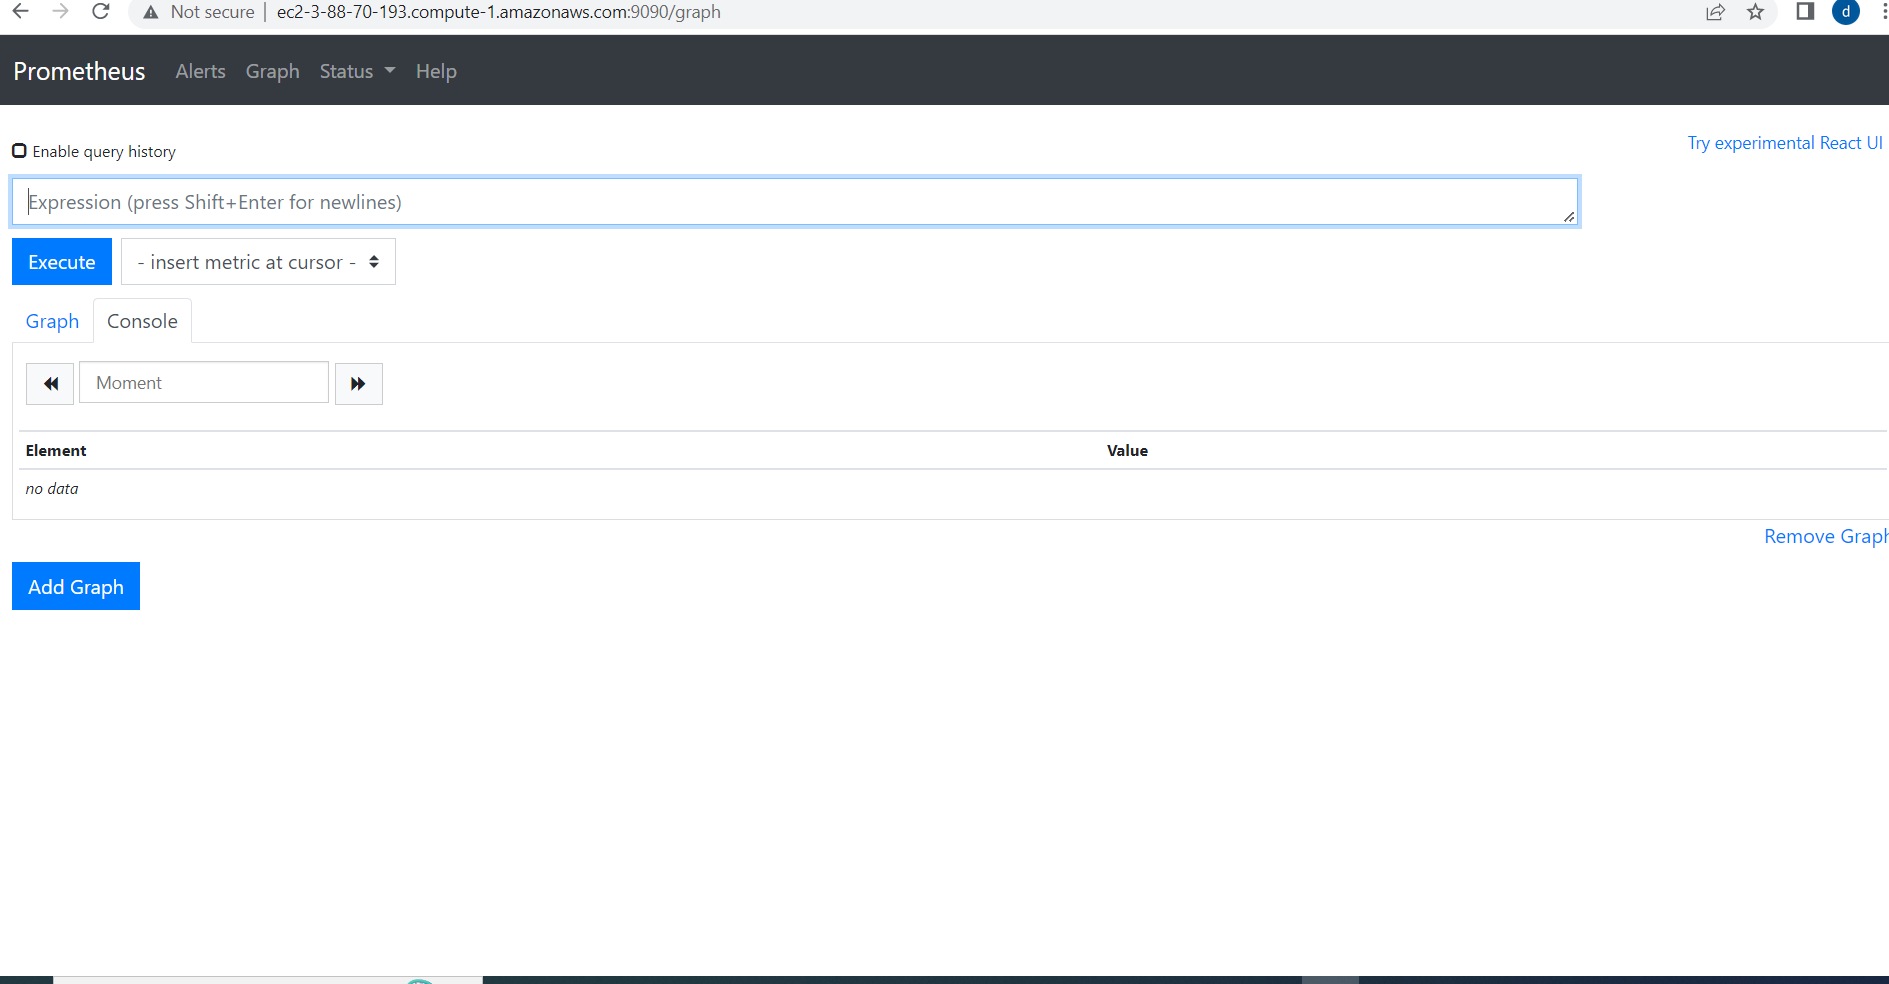 Not secure | ec2-3-88-70-193.compute-1.amazonaws.com:9090/graph
d
Prometheus Alerts Graph Status Help
Enable query history
Try experimental React UI
Expression (press Shift+Enter for newlines)
Execute - insert metric at cursor -
Graph Console
Moment
Element Value
no data
Remove Graph
Add Graph